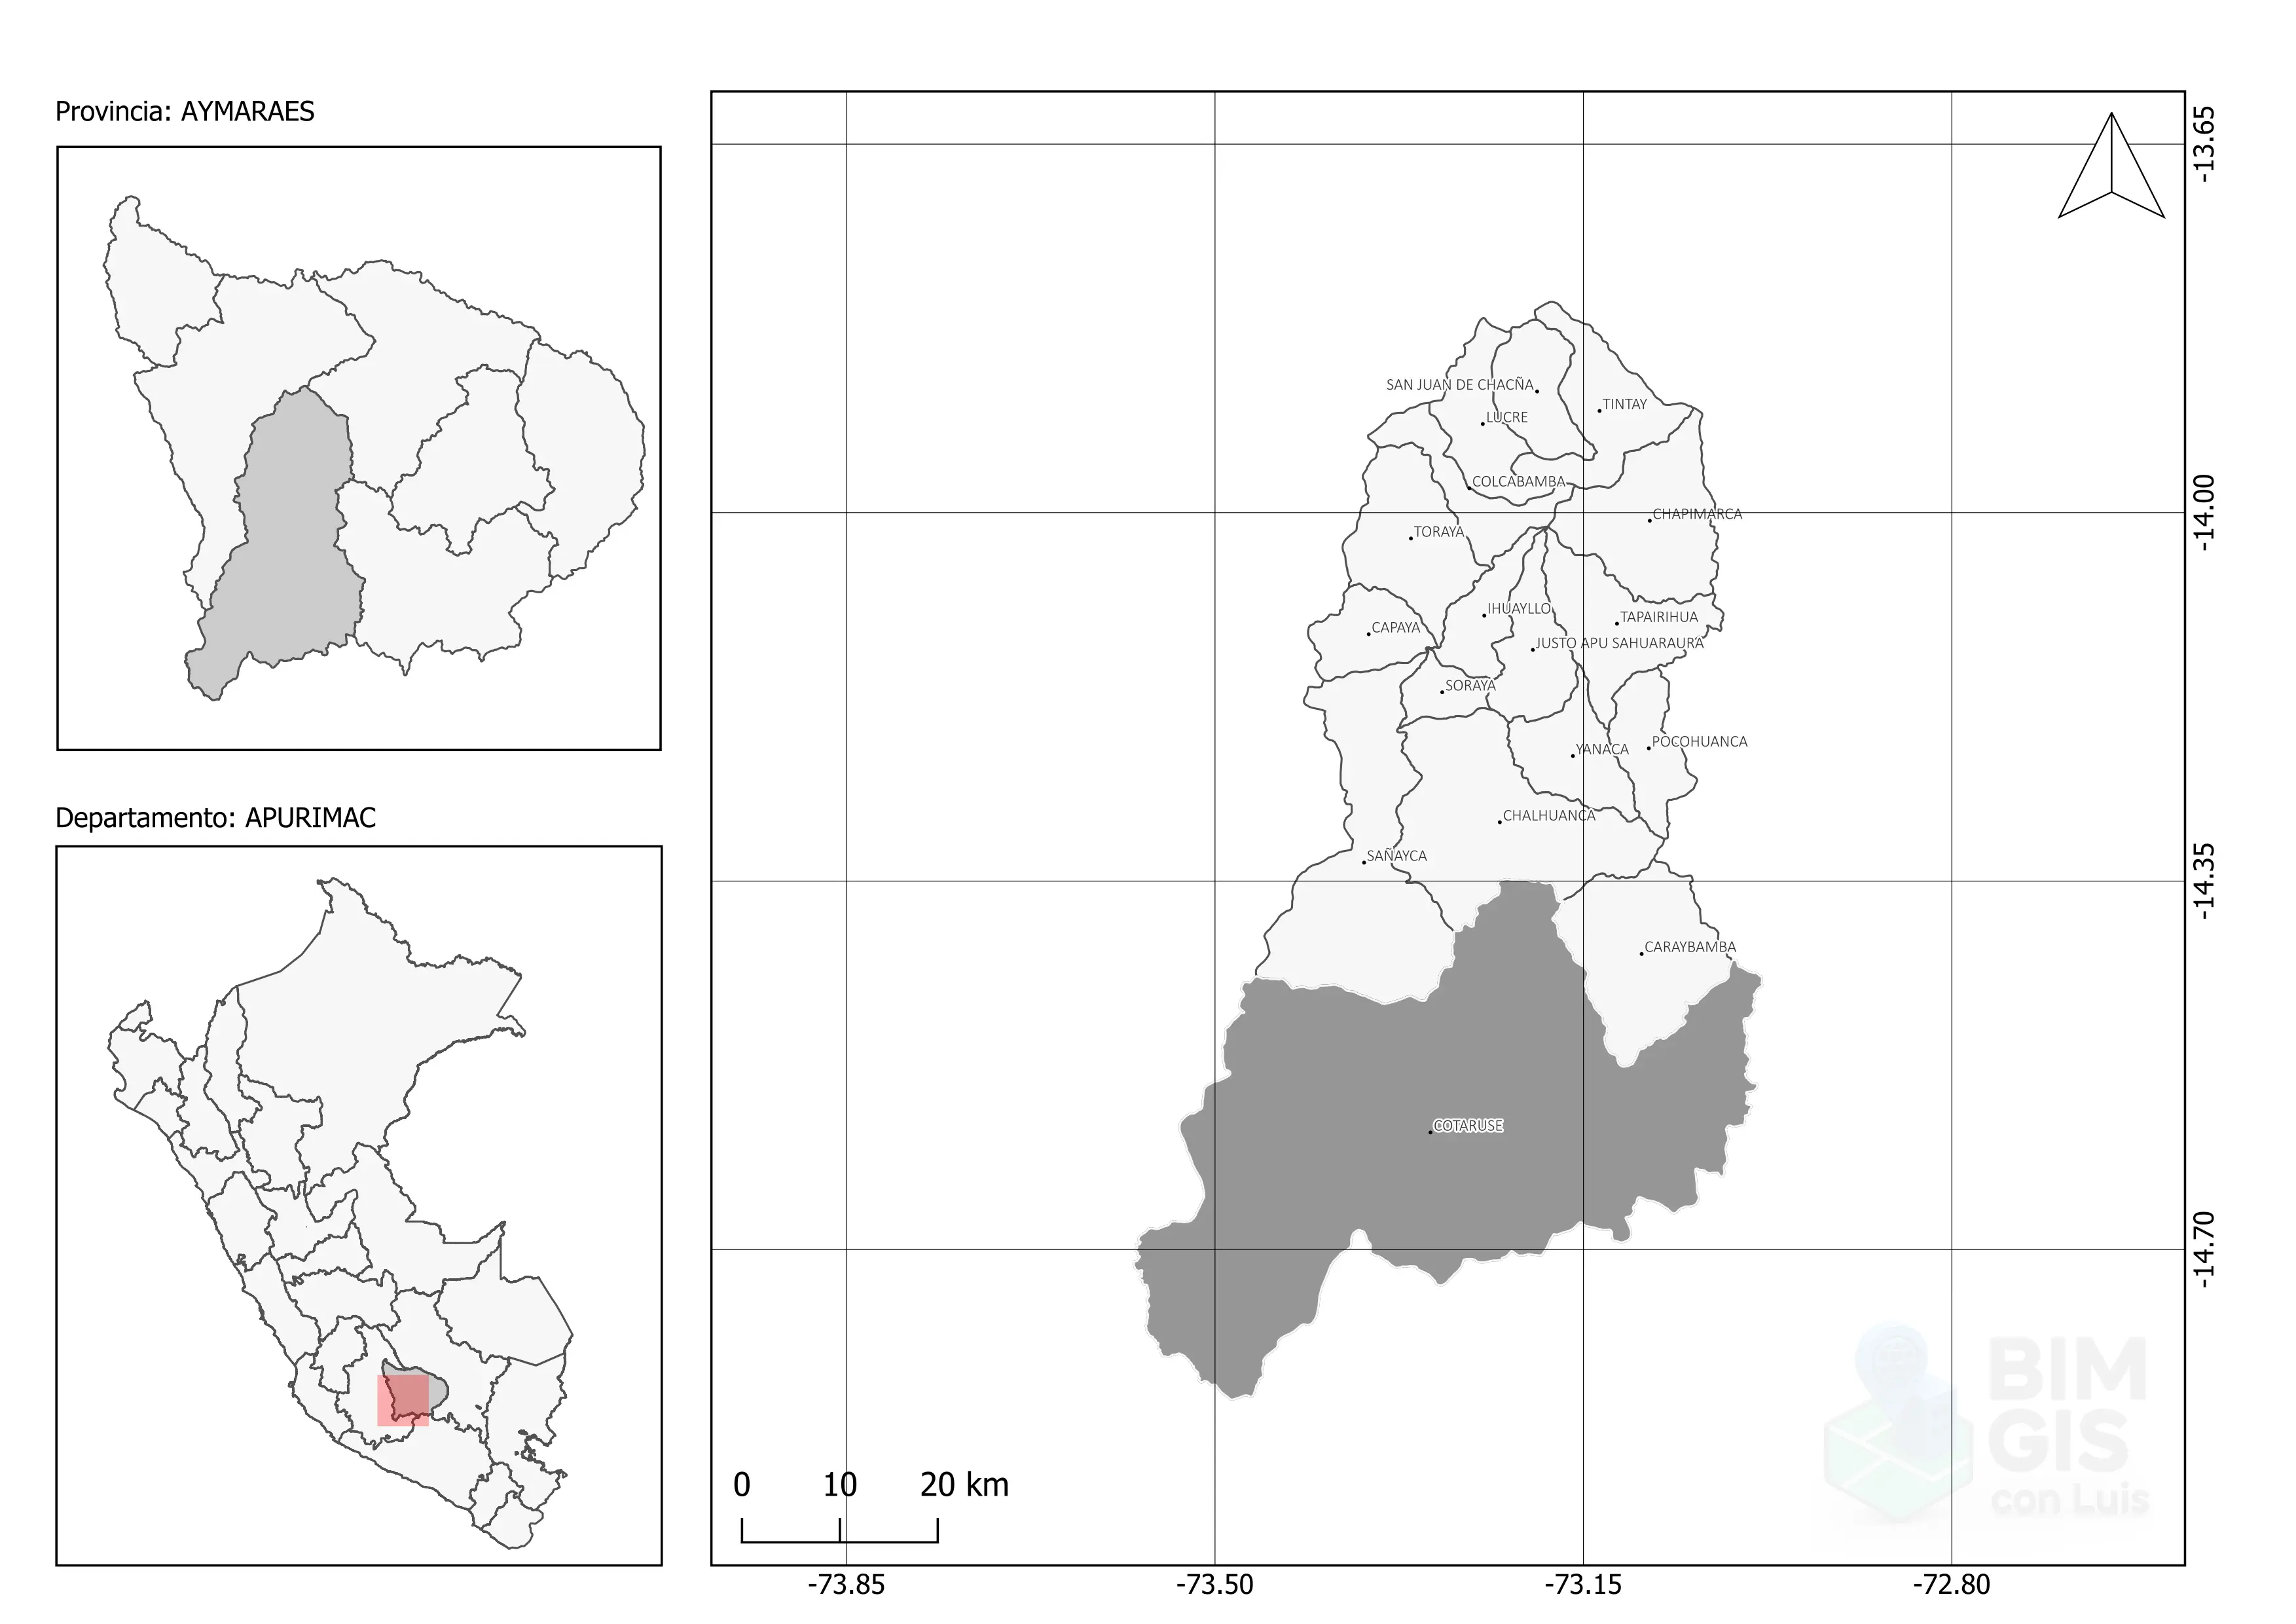 Provincia: AYMARAES
Departamento: APURIMAC
SAN JUAN DE CHACÑA
TINTAY
LUCRE
COLCABAMBA
CHAPIMARCA
TORAYA
IHUAYLLO
TAPAIRIHUA
CAPAYA
JUSTO APU SAHUARAURA
SORAYA
POCOHUANCA
YANACA
CHALHUANCA
SAÑAYCA
CARAYBAMBA
COTARUSE
-13.65
-14.00
-14.35
-14.70
BIM
GIS
con Luis
0 10 20 km
-73.85 -73.50 -73.15 -72.80